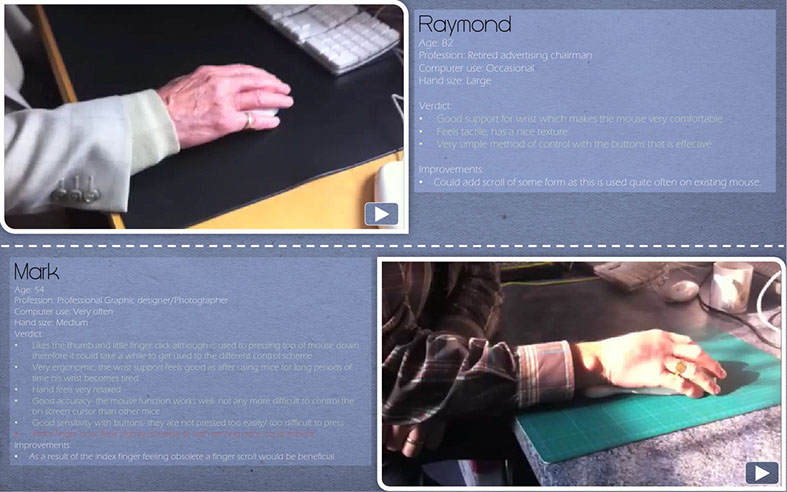 Raymond
Age: 82
Profession: Retired advertising chairman
Computer use: Occasional
Hand size: Large
Verdict:
• Good support for wrist which makes the mouse very comfortable
• Feels tactile, has a nice texture
• Very simple method of control with the buttons that is effective
Improvements:
• Could add scroll of some form as this is used quite often on existing mouse.
Mark
Age: 54
Profession: Professional Graphic designer/Photographer
Computer use: Very often
Hand size: Medium
Verdict
• Likes the thumb and little finger click although is used to pressing top of mouse down
therefore it could take a while to get used to the different control scheme
• Very ergonomic, the wrist support feels good as after using mice for long periods of
time his wrist becomes tired
• Hand feels very relaxed
• Good accuracy- the mouse function works well- not any more difficult to control the
on screen cursor than other mice
• Good sensitivity with buttons- they are not pressed too easily/ too difficult to press
Improvements:
• As a result of the index finger feeling obsolete a finger scroll would be beneficial